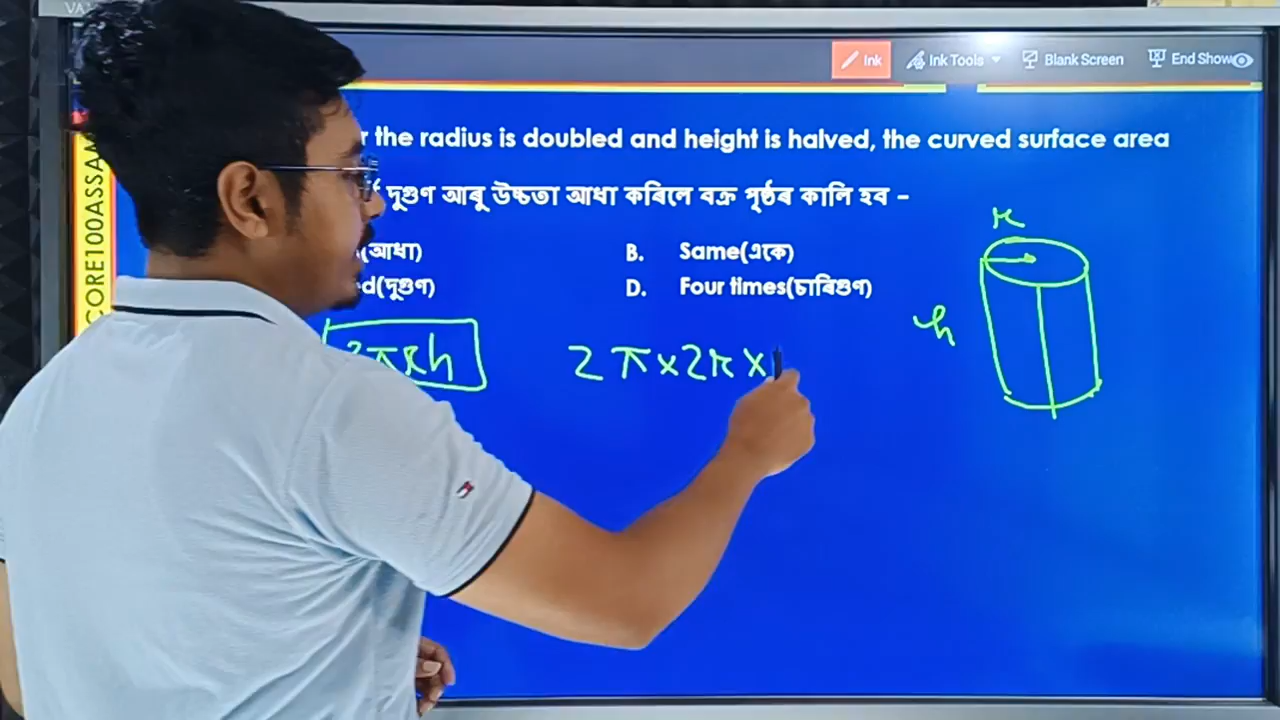 Ink Ink Tools Blank Screen End Show
the radius is doubled and height is halved, the curved surface area
দুগুণ আৰু উচ্চতা আধা কৰিলে বক্ৰ পৃষ্ঠৰ কালি হব –
(আধা) B. Same(একে)
(দুগুণ) D. Four times(চাৰিগুণ)
r
h
2πrh 2π×2r×
CORE100ASSA